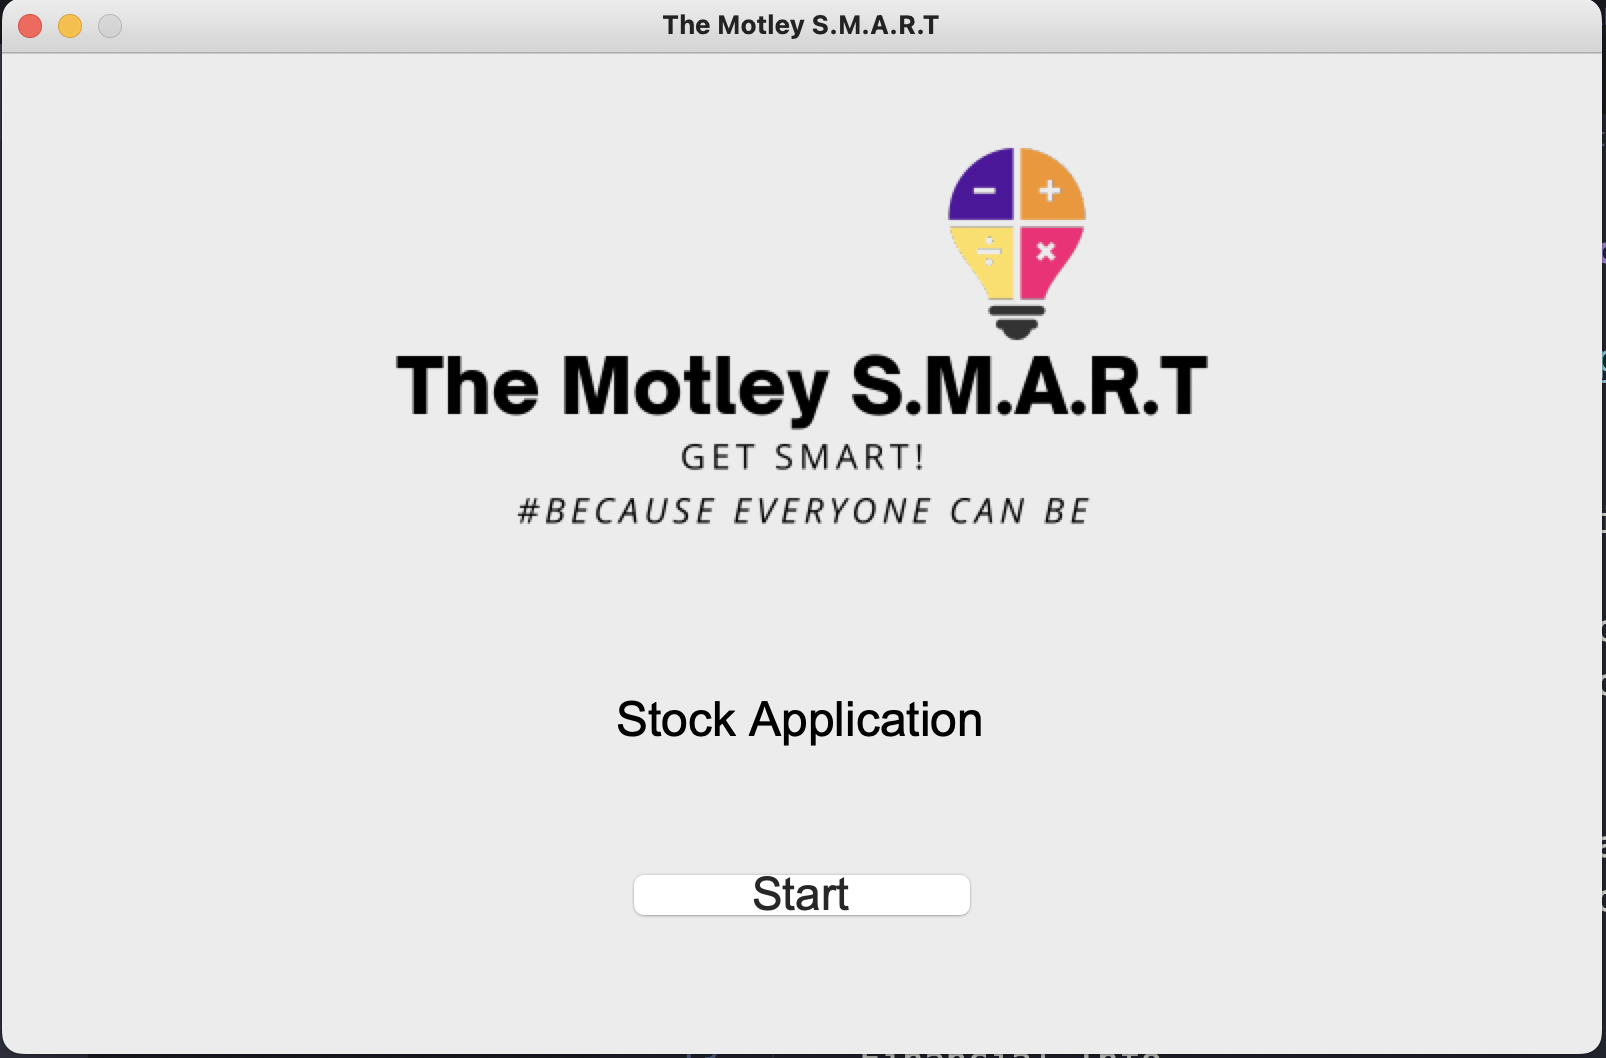 The Motley S.M.A.R.T
− +
÷ ×
The Motley S.M.A.R.T
GET SMART!
#BECAUSE EVERYONE CAN BE
Stock Application
Start